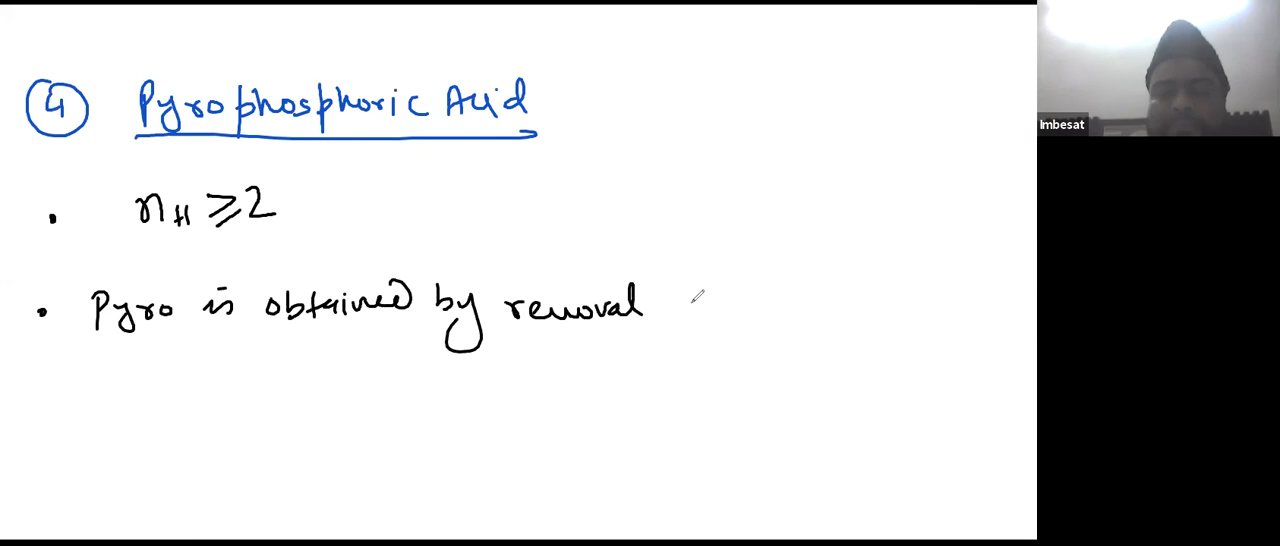 4 Pyrophosphoric Acid
Imbesat
. nH ⩾2
. Pyro is obtained by removal